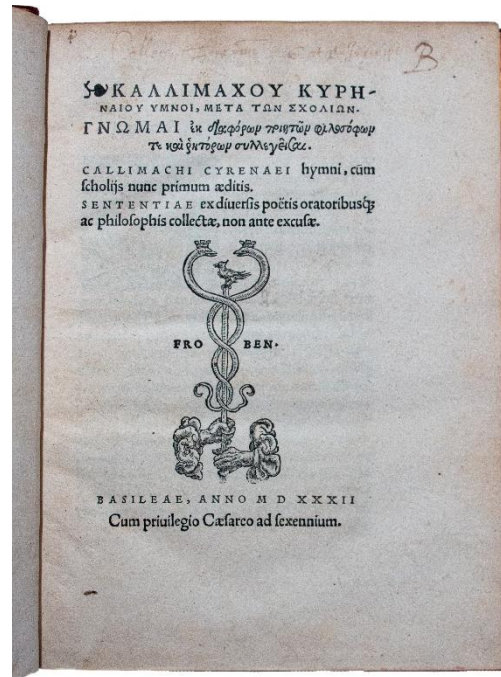 B
ΚΑΛΛΙΜΑΧΟΥ ΚΥΡΗ-
ΝΑΙΟΥ ΥΜΝΟΙ, ΜΕΤΑ ΤΩΝ ΣΧΟΛΙΩΝ.
ΓΝΩΜΑΙ ἐκ διαφόρων ποιητῶν φιλοσόφων
τε καὶ ῥητόρων συλλεγεῖσαι.
CALLIMACHI CYRENAEI hymni, cùm
scholijs nunc primum æditis.
SENTENTIAE ex diuersis poëtis oratoribusq́;
ac philosophis collectæ, non ante excusæ.
FRO BEN.
BASILEAE, ANNO M D XXXII
Cum priuilegio Cæsareo ad sexennium.